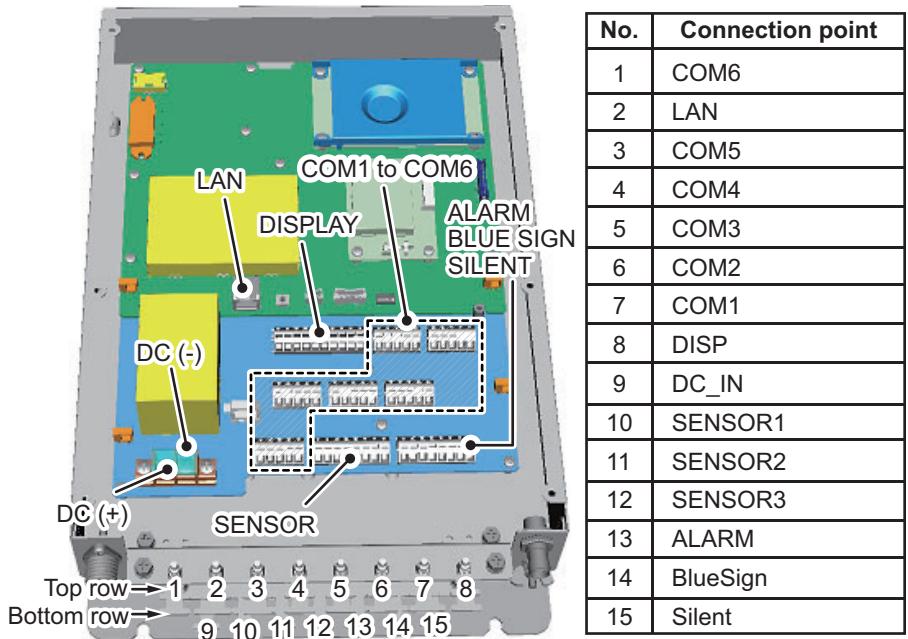 LAN
COM1 to COM6
DISPLAY
ALARM
BLUE SIGN
SILENT
DC (-)
DC (+)
SENSOR
Top row 1 2 3 4 5 6 7 8
Bottom row 9 10 11 12 13 14 15
No. Connection point
1 COM6
2 LAN
3 COM5
4 COM4
5 COM3
6 COM2
7 COM1
8 DISP
9 DC_IN
10 SENSOR1
11 SENSOR2
12 SENSOR3
13 ALARM
14 BlueSign
15 Silent